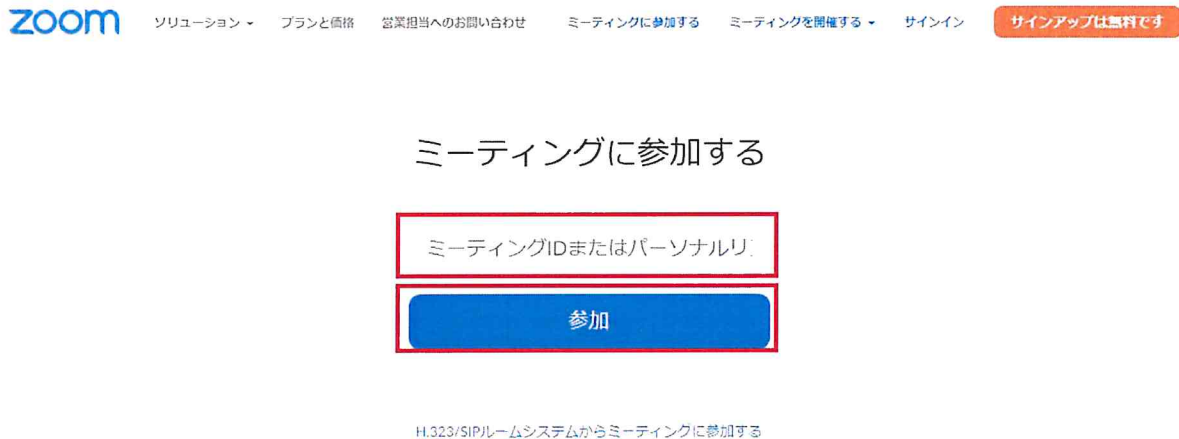 zoom ソリューション プランと価格 営業担当へのお問い合わせ ミーティングに参加する ミーティングを開催する サインイン サインアップは無料です
ミーティングに参加する
ミーティングIDまたはパーソナルリ
参加
H.323/SIPルームシステムからミーティングに参加する